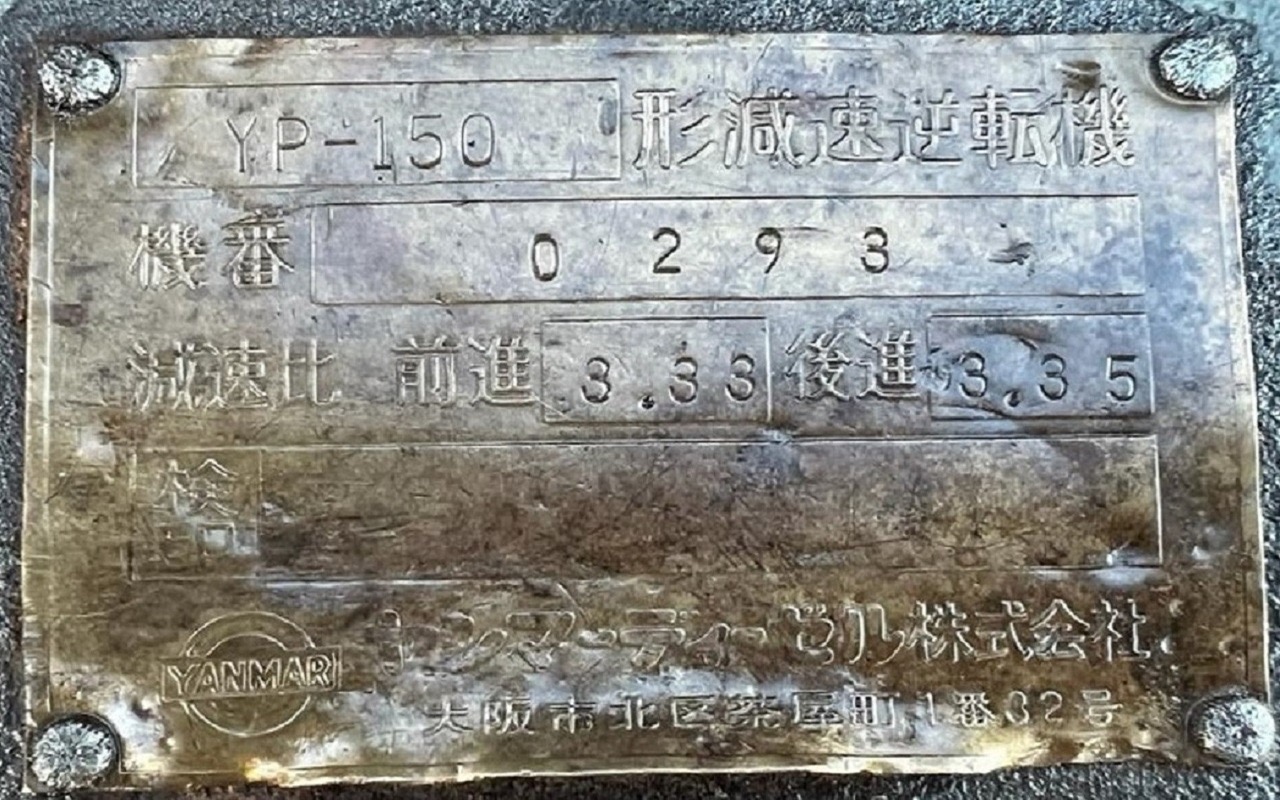 YP-150 形減速逆転機
機番 0293
減速比 前進 3.33 後進 3.35
検印
YANMAR ヤンマーディーゼル株式会社
大阪市北区茶屋町1番32号